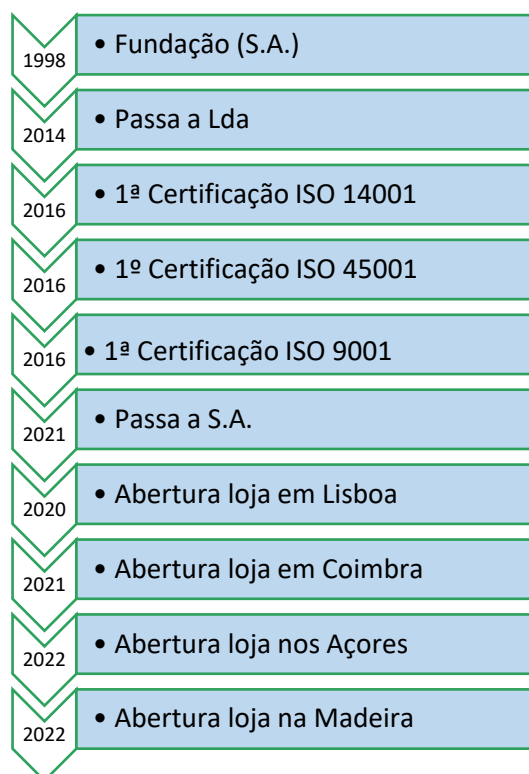 1998
• Fundação (S.A.)
2014
• Passa a Lda
2016
• 1ª Certificação ISO 14001
2016
• 1º Certificação ISO 45001
2016
• 1ª Certificação ISO 9001
2021
• Passa a S.A.
2020
• Abertura loja em Lisboa
2021
• Abertura loja em Coimbra
2022
• Abertura loja nos Açores
2022
• Abertura loja na Madeira